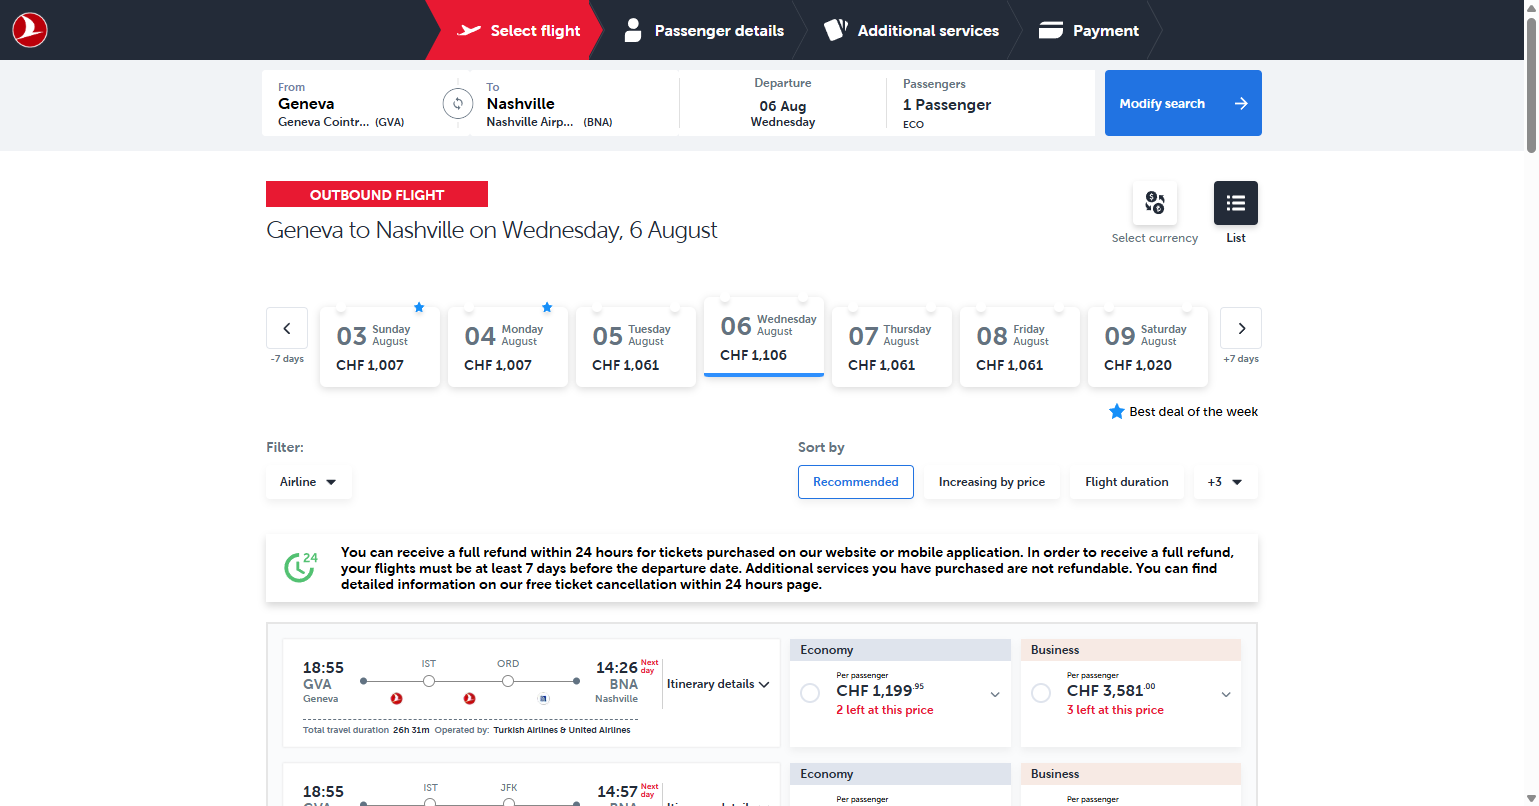 Select flight
Passenger details
Additional services
Payment
From
Geneva
Geneva Cointr... (GVA)
To
Nashville
Nashville Airp... (BNA)
Departure
06 Aug
Wednesday
Passengers
1 Passenger
ECO
Modify search
OUTBOUND FLIGHT
Geneva to Nashville on Wednesday, 6 August
Select currency
List
-7 days
03 Sunday August
CHF 1,007
04 Monday August
CHF 1,007
05 Tuesday August
CHF 1,061
06 Wednesday August
CHF 1,106
07 Thursday August
CHF 1,061
08 Friday August
CHF 1,061
09 Saturday August
CHF 1,020
+7 days
Best deal of the week
Filter:
Airline
Sort by
Recommended
Increasing by price
Flight duration
+3
24
You can receive a full refund within 24 hours for tickets purchased on our website or mobile application. In order to receive a full refund,
your flights must be at least 7 days before the departure date. Additional services you have purchased are not refundable. You can find
detailed information on our free ticket cancellation within 24 hours page.
18:55
GVA
Geneva
IST
ORD
14:26 Next day
BNA
Nashville
Itinerary details
Total travel duration 26h 31m Operated by: Turkish Airlines & United Airlines
Economy
Per passenger
CHF 1,199.95
2 left at this price
Business
Per passenger
CHF 3,581.00
3 left at this price
18:55
GVA
IST
JFK
14:57 Next day
BNA
Itinerary details
Economy
Per passenger
Business
Per passenger